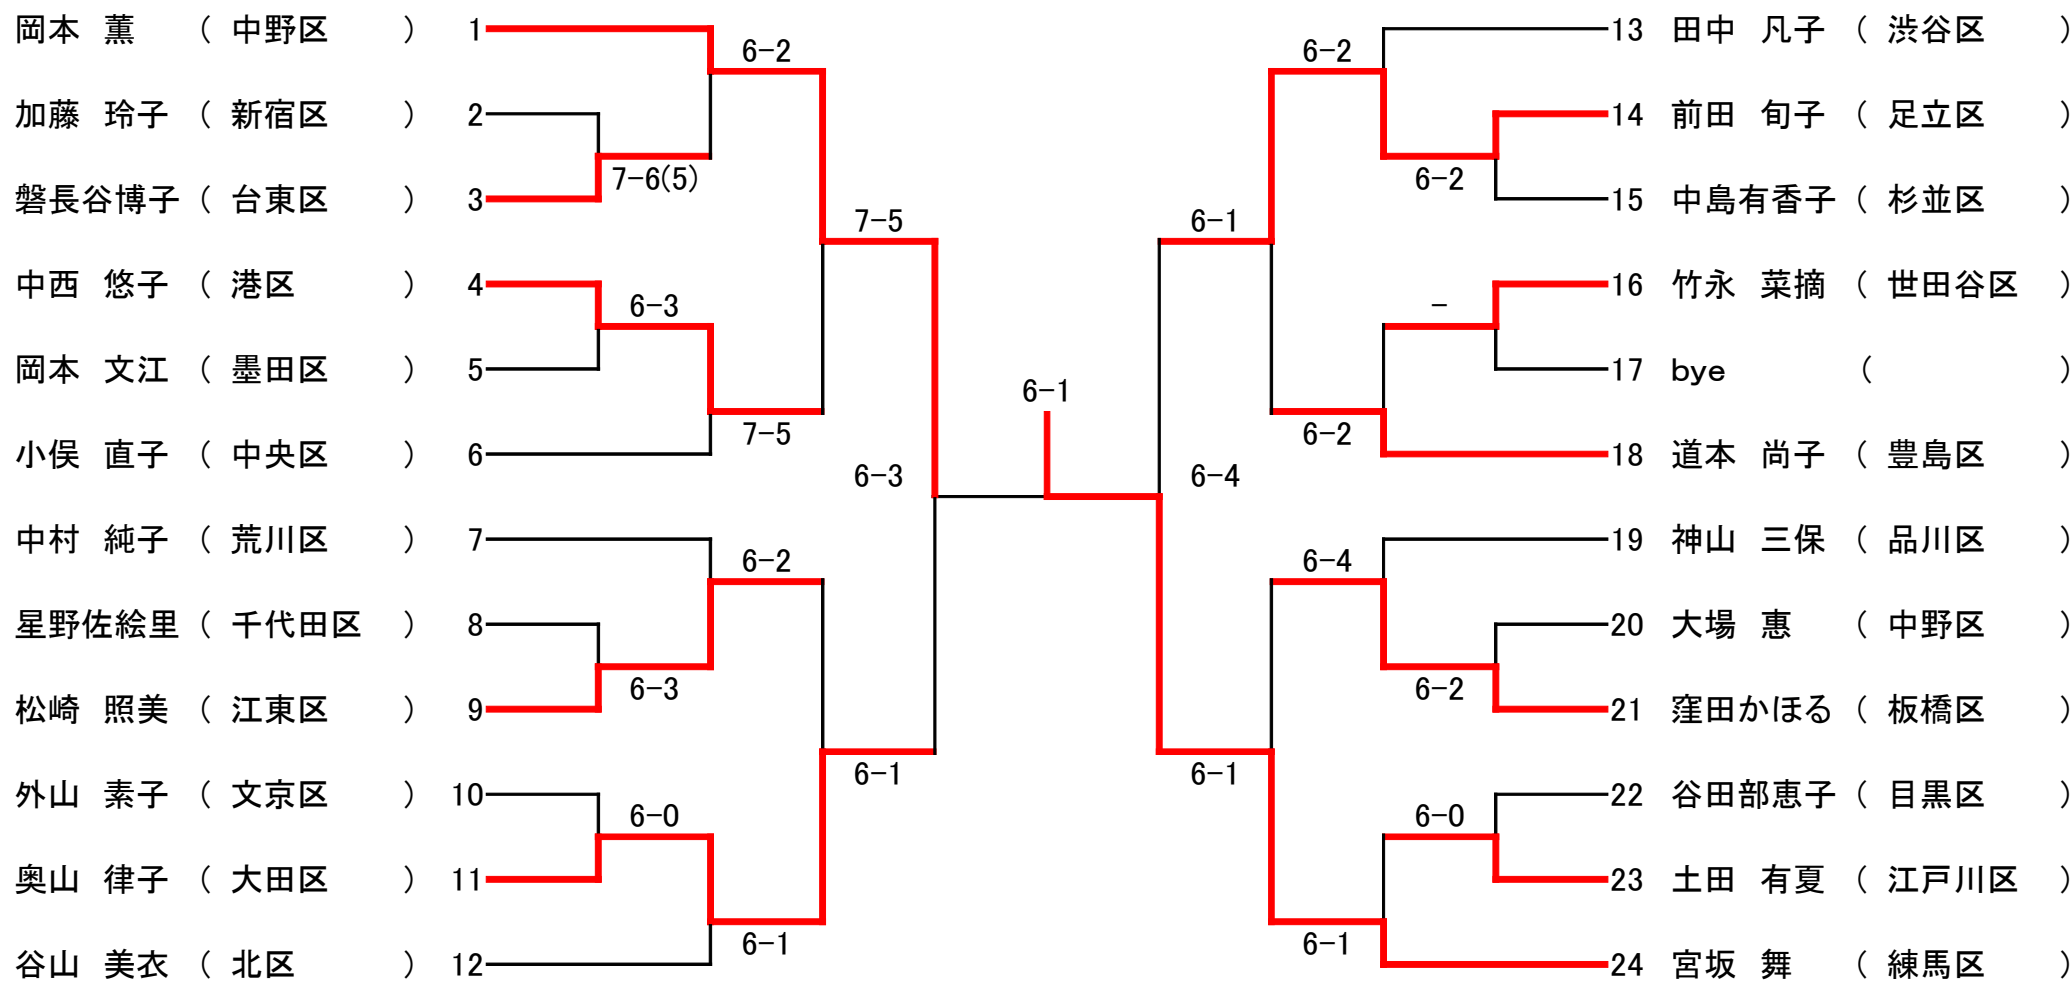 岡本 薫 ( 中野区 ) 1 13 田中 凡子 ( 渋谷区 )
6-2 6-2
加藤 玲子 ( 新宿区 ) 2 14 前田 旬子 ( 足立区 )
7-6(5) 6-2
磐長谷博子 ( 台東区 ) 3 15 中島有香子 ( 杉並区 )
7-5 6-1
中西 悠子 ( 港区 ) 4 16 竹永 菜摘 ( 世田谷区 )
6-3 -
岡本 文江 ( 墨田区 ) 5 17 bye ( )
6-1
7-5 6-2
小俣 直子 ( 中央区 ) 6 18 道本 尚子 ( 豊島区 )
6-3 6-4
中村 純子 ( 荒川区 ) 7 19 神山 三保 ( 品川区 )
6-2 6-4
星野佐絵里 ( 千代田区 ) 8 20 大場 惠 ( 中野区 )
6-3 6-2
松崎 照美 ( 江東区 ) 9 21 窪田かほる ( 板橋区 )
6-1 6-1
外山 素子 ( 文京区 ) 10 22 谷田部恵子 ( 目黒区 )
6-0 6-0
奥山 律子 ( 大田区 ) 11 23 土田 有夏 ( 江戸川区 )
6-1 6-1
谷山 美衣 ( 北区 ) 12 24 宮坂 舞 ( 練馬区 )